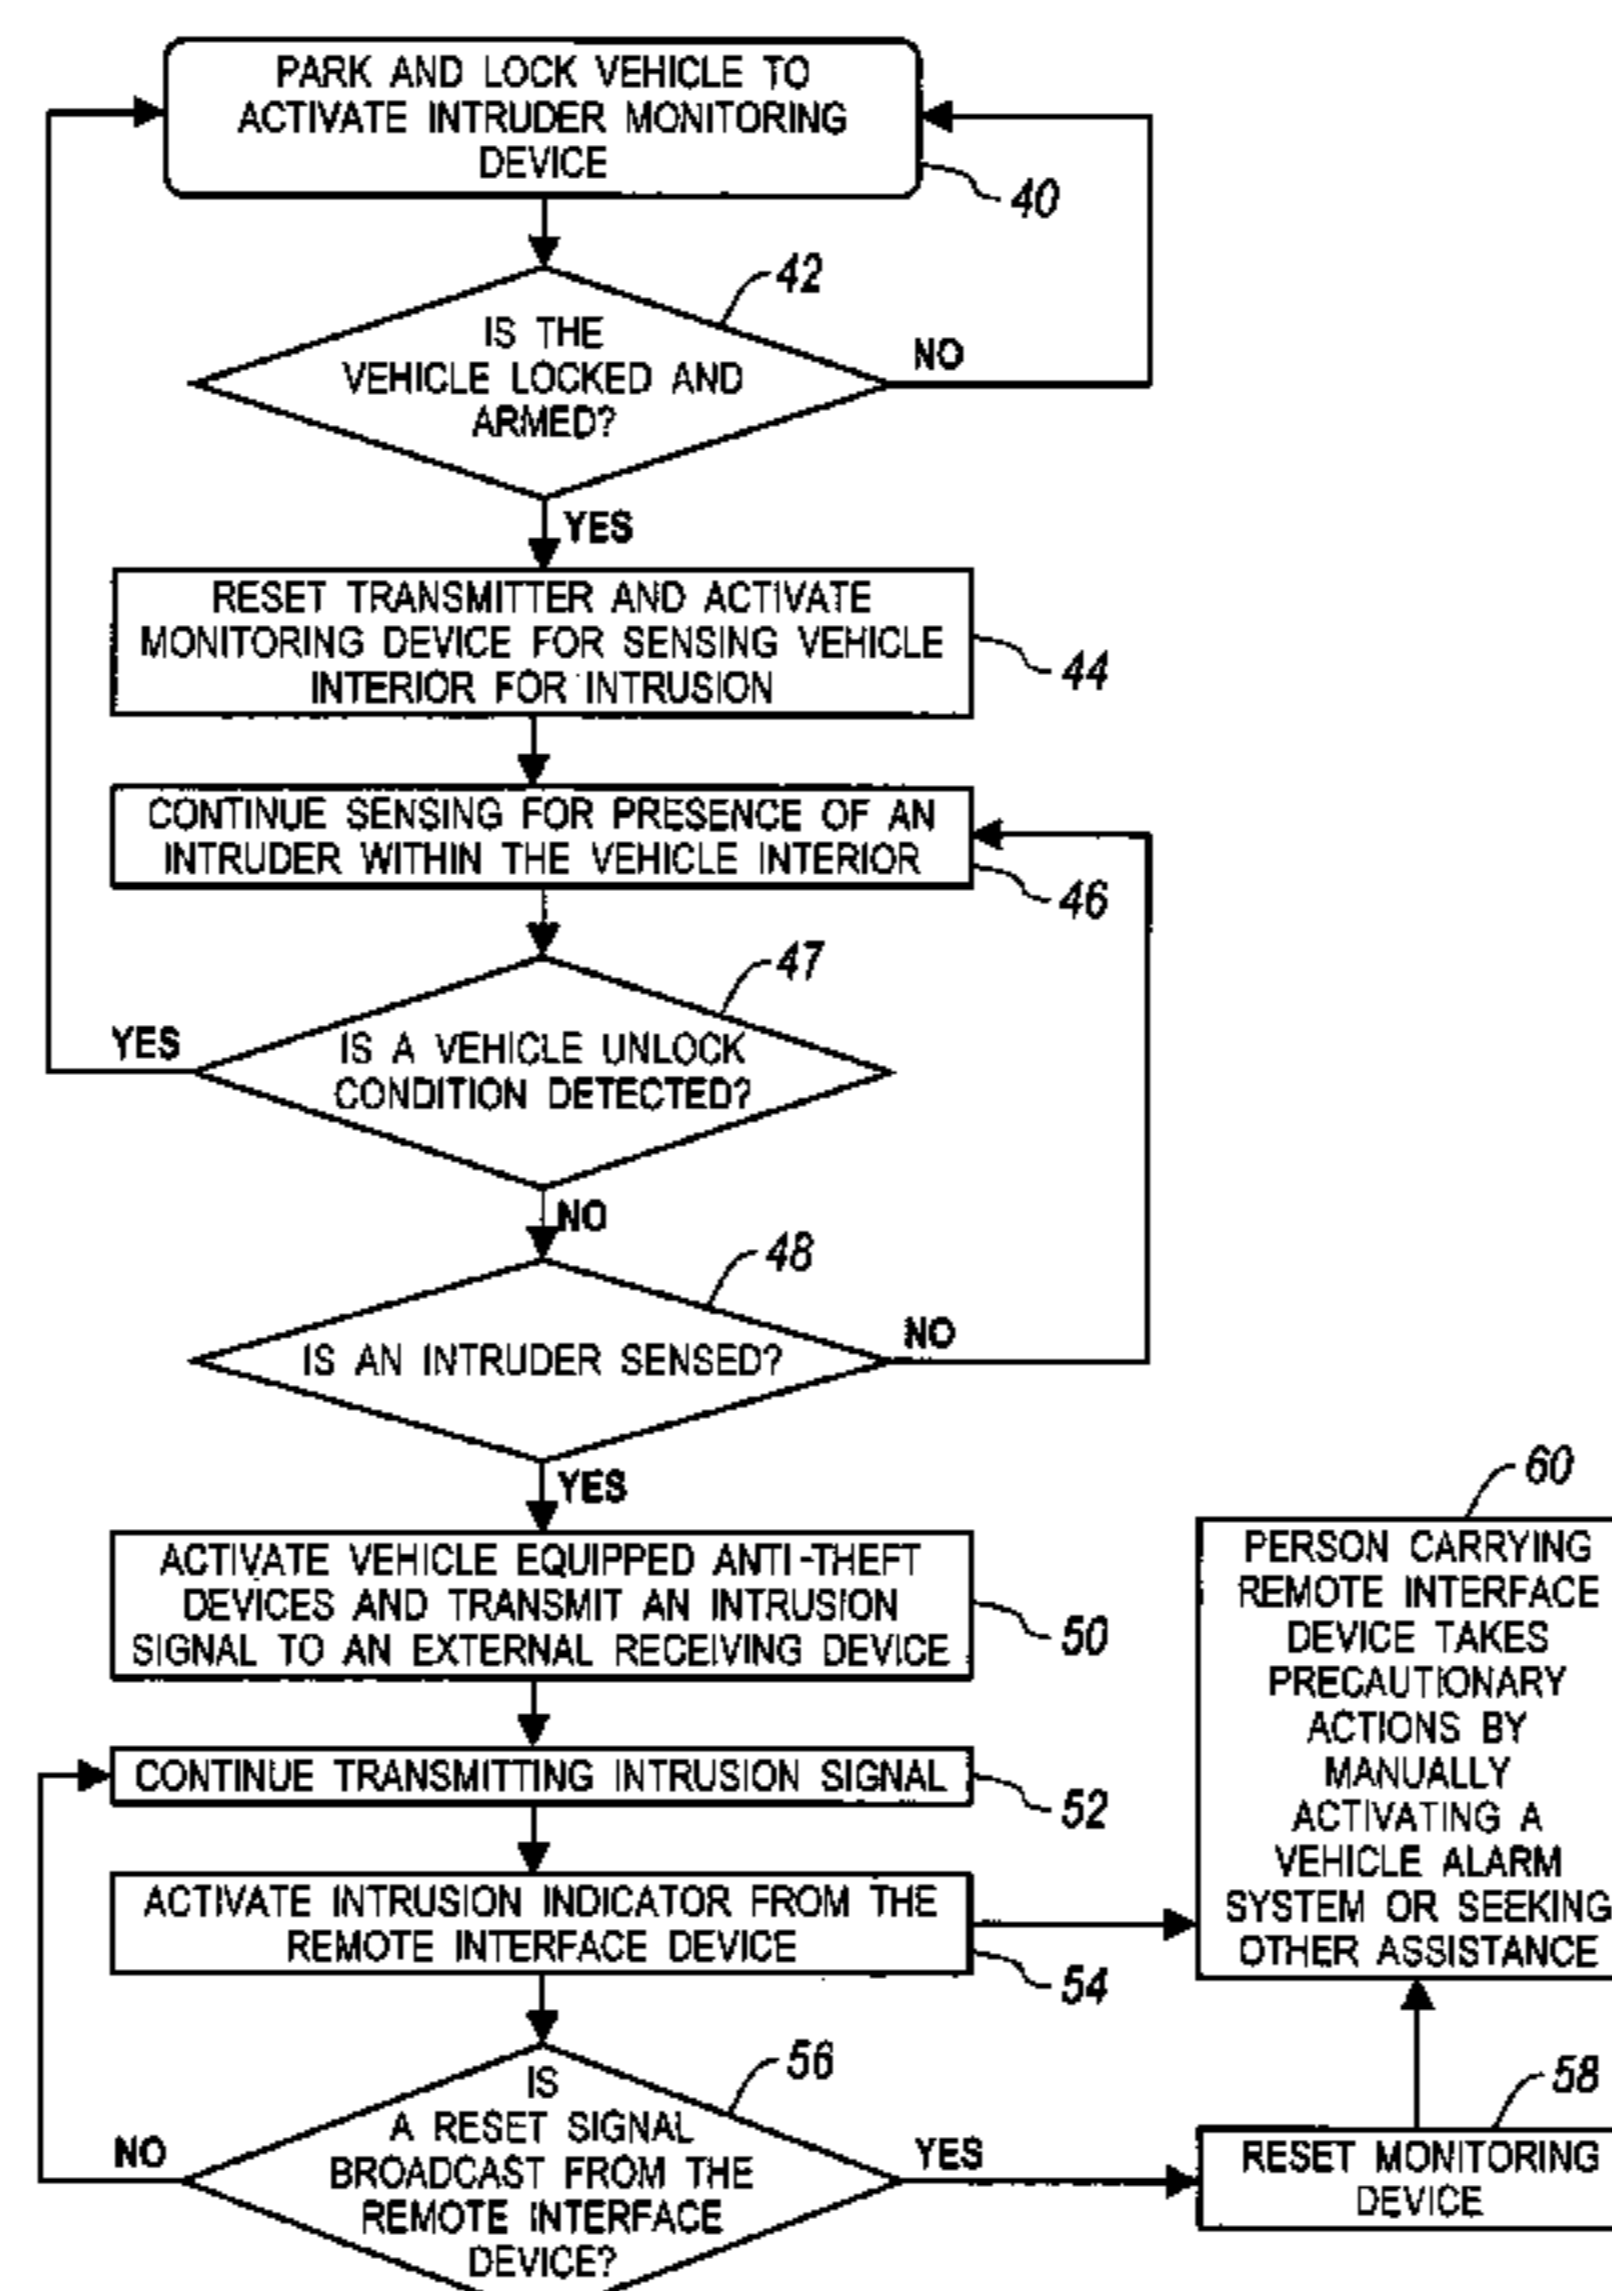 PARK AND LOCK VEHICLE TO
ACTIVATE INTRUDER MONITORING
DEVICE
40
42
IS THE
VEHICLE LOCKED AND
ARMED?
NO
YES
RESET TRANSMITTER AND ACTIVATE
MONITORING DEVICE FOR SENSING VEHICLE
INTERIOR FOR INTRUSION
44
CONTINUE SENSING FOR PRESENCE OF AN
INTRUDER WITHIN THE VEHICLE INTERIOR
46
47
YES
IS A VEHICLE UNLOCK
CONDITION DETECTED?
NO
48
IS AN INTRUDER SENSED?
NO
YES
ACTIVATE VEHICLE EQUIPPED ANTI-THEFT
DEVICES AND TRANSMIT AN INTRUSION
SIGNAL TO AN EXTERNAL RECEIVING DEVICE
50
CONTINUE TRANSMITTING INTRUSION SIGNAL
52
ACTIVATE INTRUSION INDICATOR FROM THE
REMOTE INTERFACE DEVICE
54
56
IS
A RESET SIGNAL
BROADCAST FROM THE
REMOTE INTERFACE
DEVICE?
NO
YES
60
PERSON CARRYING
REMOTE INTERFACE
DEVICE TAKES
PRECAUTIONARY
ACTIONS BY
MANUALLY
ACTIVATING A
VEHICLE ALARM
SYSTEM OR SEEKING
OTHER ASSISTANCE
58
RESET MONITORING
DEVICE